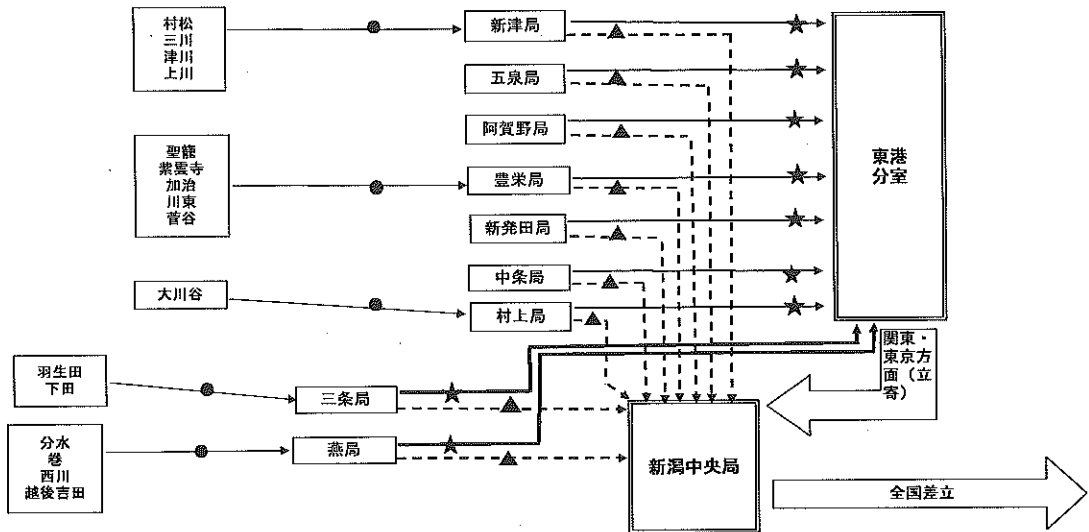 村松
三川
津川
上川
新津局
五泉局
阿賀野局
聖籠
紫雲寺
加治
川東
菅谷
豊栄局
新発田局
中条局
大川谷
村上局
東港
分室
羽生田
下田
三条局
分水
巻
西川
越後吉田
燕局
関東・
東京方
面（立
寄）
新潟中央局
全国差立